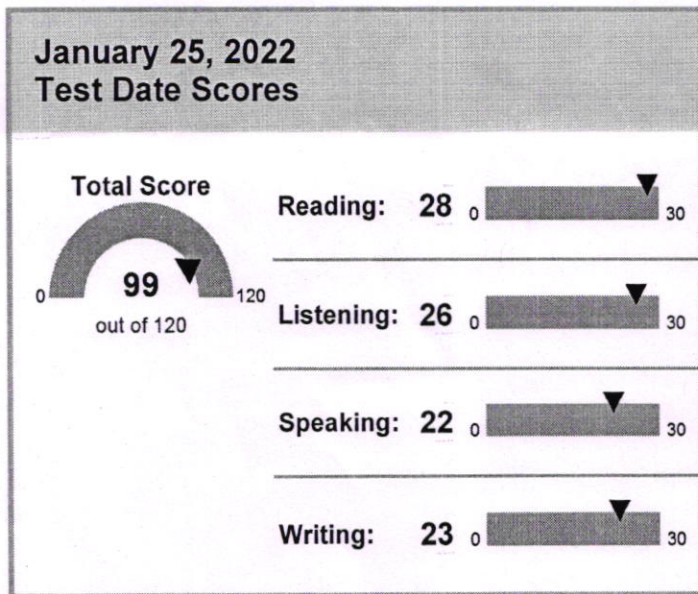 January 25, 2022
Test Date Scores
Total Score
0 99 120
out of 120
Reading: 28 0 30
Listening: 26 0 30
Speaking: 22 0 30
Writing: 23 0 30